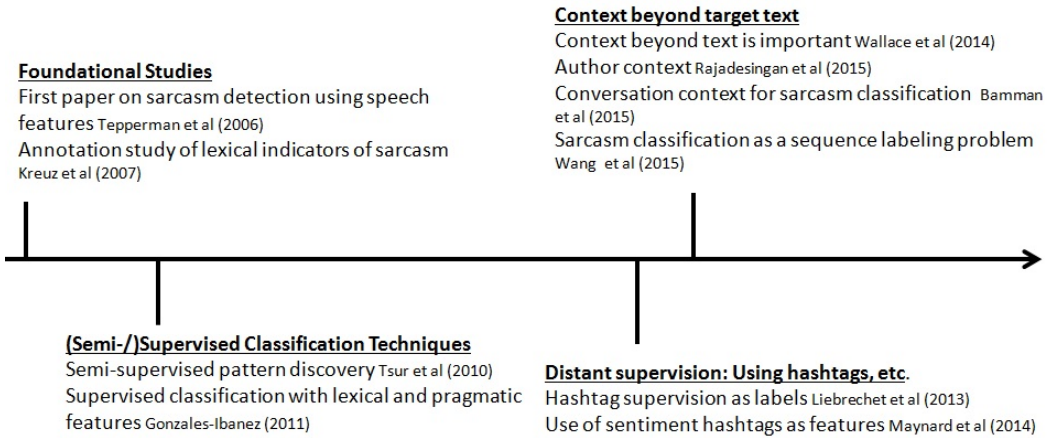 Foundational Studies
First paper on sarcasm detection using speech
features Tepperman et al (2006)
Annotation study of lexical indicators of sarcasm
Kreuz et al (2007)
Context beyond target text
Context beyond text is important Wallace et al (2014)
Author context Rajadesingan et al (2015)
Conversation context for sarcasm classification Bamman
et al (2015)
Sarcasm classification as a sequence labeling problem
Wang et al (2015)
(Semi-/)Supervised Classification Techniques
Semi-supervised pattern discovery Tsur et al (2010)
Supervised classification with lexical and pragmatic
features Gonzales-Ibanez (2011)
Distant supervision: Using hashtags, etc.
Hashtag supervision as labels Liebrechet et al (2013)
Use of sentiment hashtags as features Maynard et al (2014)